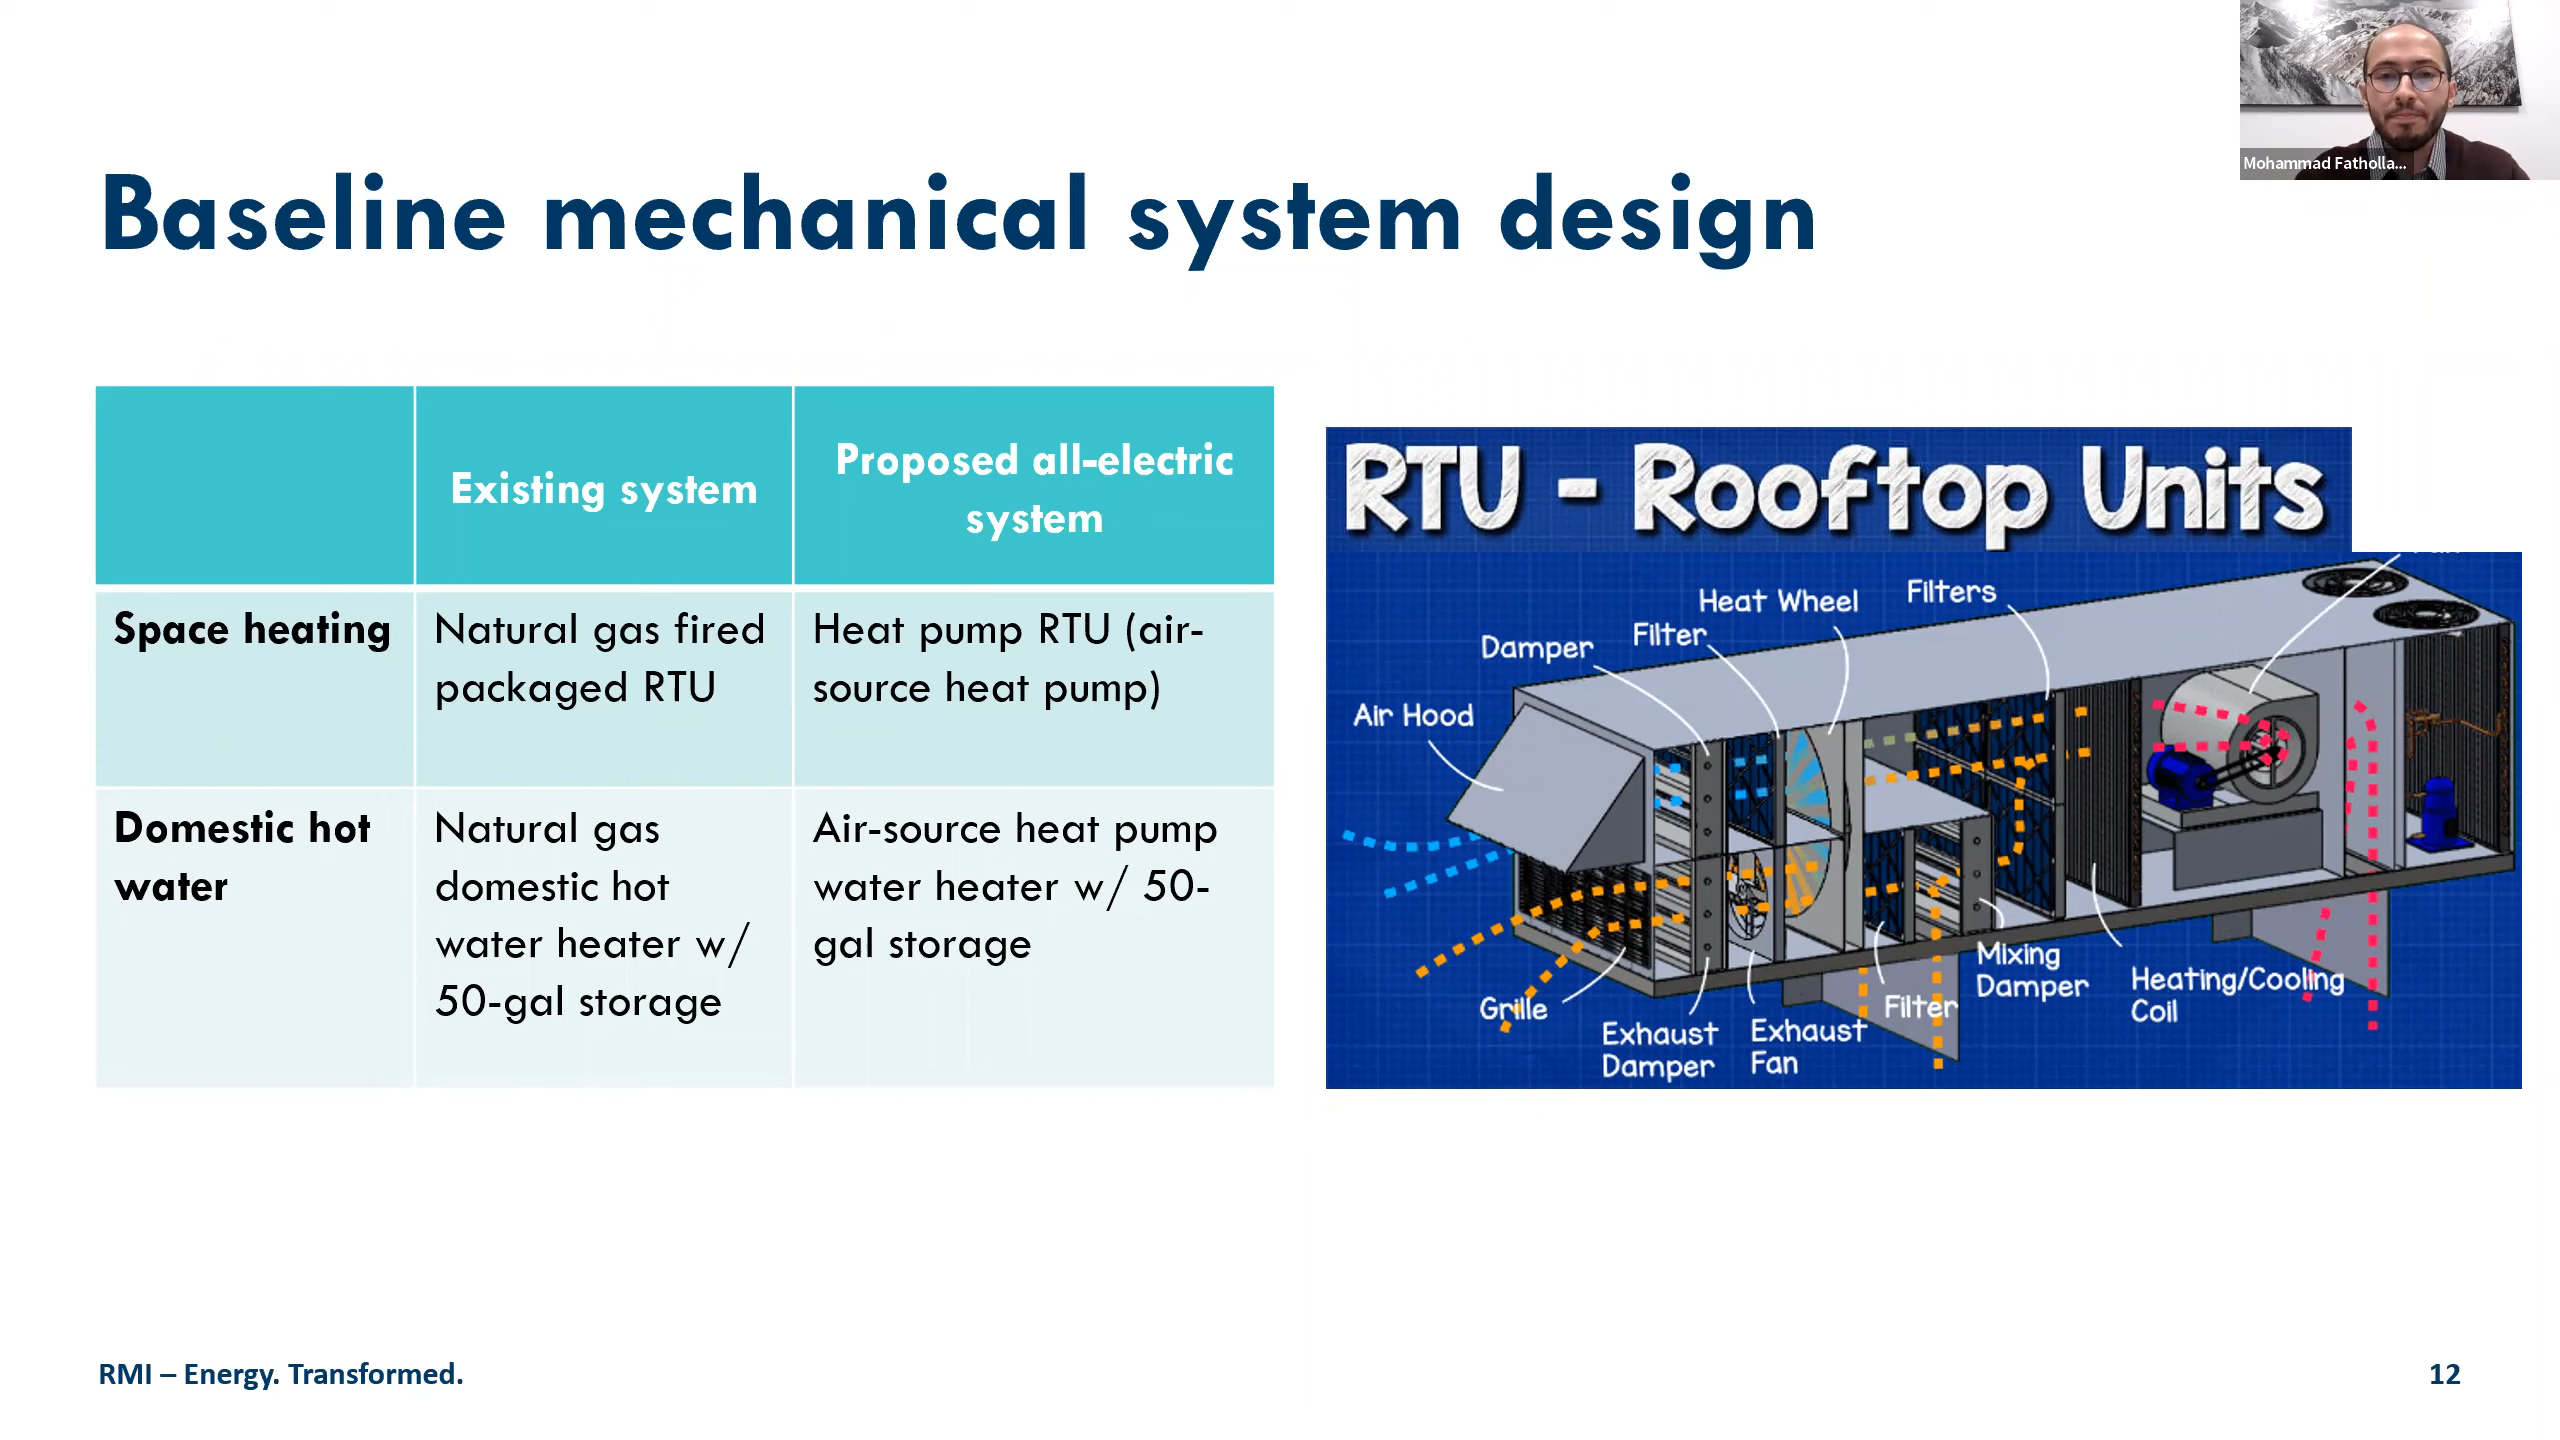 Mohammad Fatholla...
Baseline mechanical system design
Existing system
Proposed all-electric
system
Space heating
Natural gas fired
packaged RTU
Heat pump RTU (air-
source heat pump)
Domestic hot
water
Natural gas
domestic hot
water heater w/
50-gal storage
Air-source heat pump
water heater w/ 50-
gal storage
RTU - Rooftop Units
Heat Wheel
Filters
Filter
Damper
Air Hood
Grille
Exhaust
Damper
Exhaust
Fan
Filter
Mixing
Damper
Heating/Cooling
Coil
RMI – Energy. Transformed.
12